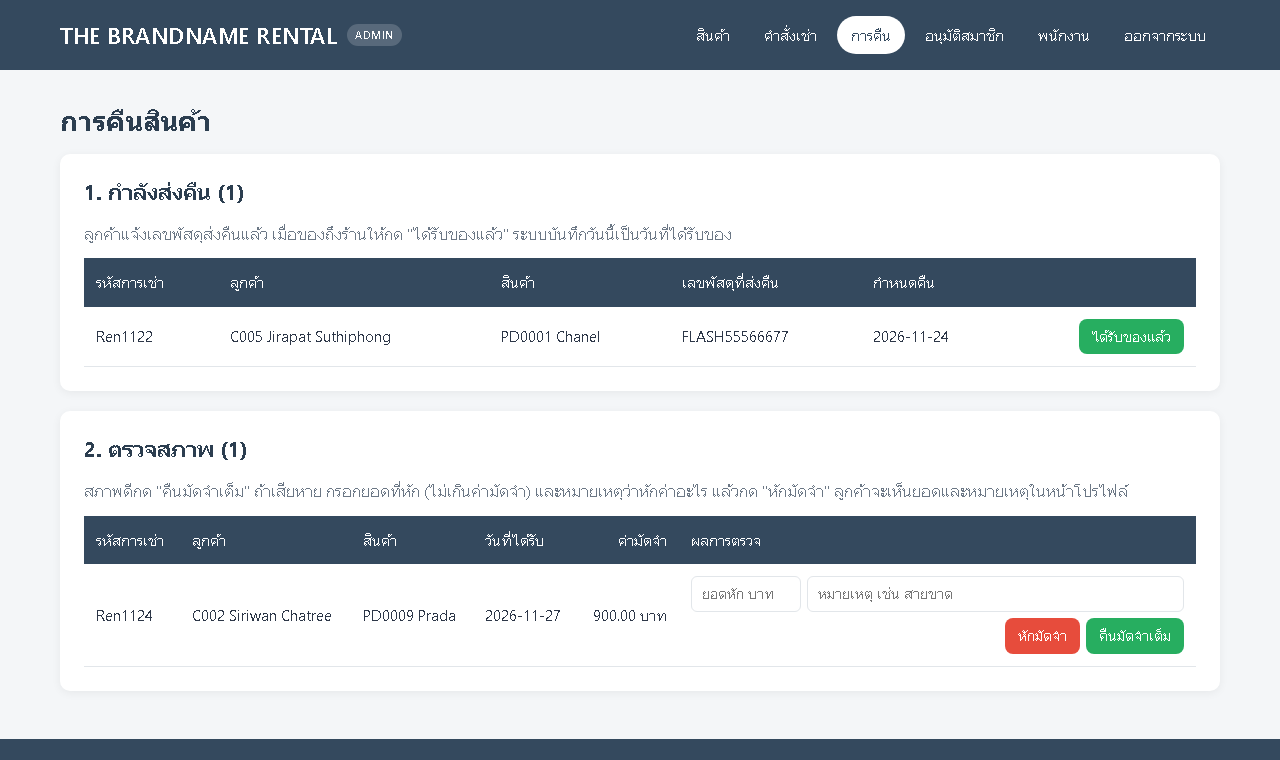 THE BRANDNAME RENTAL ADMIN สินค้า คำสั่งเช่า การคืน อนุมัติสมาชิก พนักงาน ออกจากระบบ
การคืนสินค้า
1. กำลังส่งคืน (1)
ลูกค้าแจ้งเลขพัสดุส่งคืนแล้ว เมื่อของถึงร้านให้กด "ได้รับของแล้ว" ระบบบันทึกวันนี้เป็นวันที่ได้รับของ
รหัสการเช่า ลูกค้า สินค้า เลขพัสดุที่ส่งคืน กำหนดคืน
Ren1122 C005 Jirapat Suthiphong PD0001 Chanel FLASH55566677 2026-11-24 ได้รับของแล้ว
2. ตรวจสภาพ (1)
สภาพดีกด "คืนมัดจำเต็ม" ถ้าเสียหาย กรอกยอดที่หัก (ไม่เกินค่ามัดจำ) และหมายเหตุว่าหักค่าอะไร แล้วกด "หักมัดจำ" ลูกค้าจะเห็นยอดและหมายเหตุในหน้าโปรไฟล์
รหัสการเช่า ลูกค้า สินค้า วันที่ได้รับ ค่ามัดจำ ผลการตรวจ
Ren1124 C002 Siriwan Chatree PD0009 Prada 2026-11-27 900.00 บาท ยอดหัก บาท หมายเหตุ เช่น สายขาด
หักมัดจำ คืนมัดจำเต็ม